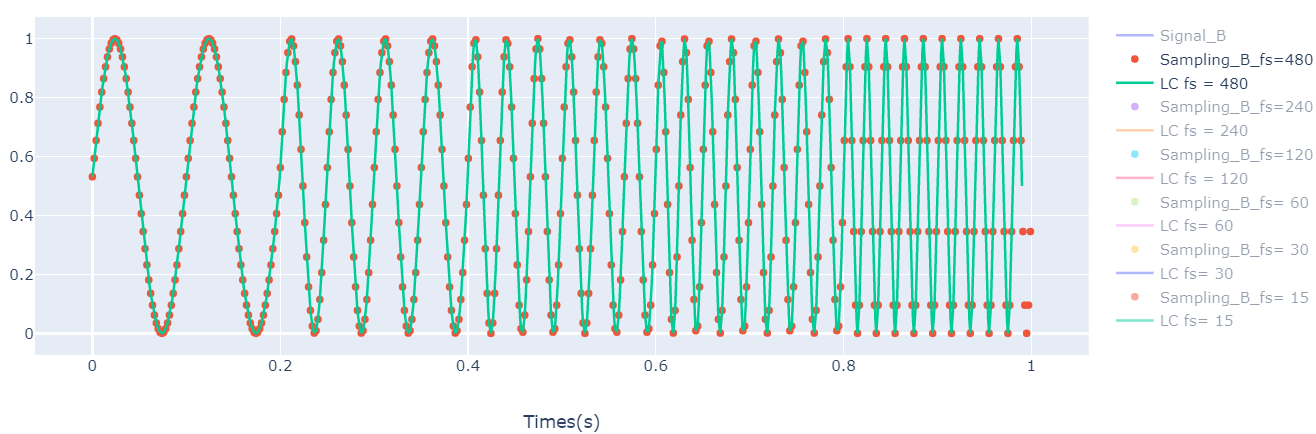 1
0.8
0.6
0.4
0.2
0
0
0.2
0.4
0.6
0.8
1
Times(s)
Signal_B
Sampling_B_fs=480
LC fs = 480
Sampling_B_fs=240
LC fs = 240
Sampling_B_fs=120
LC fs = 120
Sampling_B_fs= 60
LC fs= 60
Sampling_B_fs= 30
LC fs= 30
Sampling_B_fs= 15
LC fs= 15